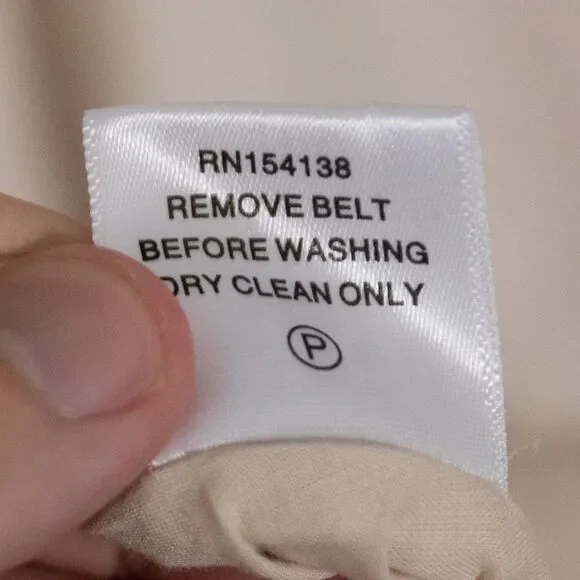 RN154138
REMOVE BELT
BEFORE WASHING
DRY CLEAN ONLY
P